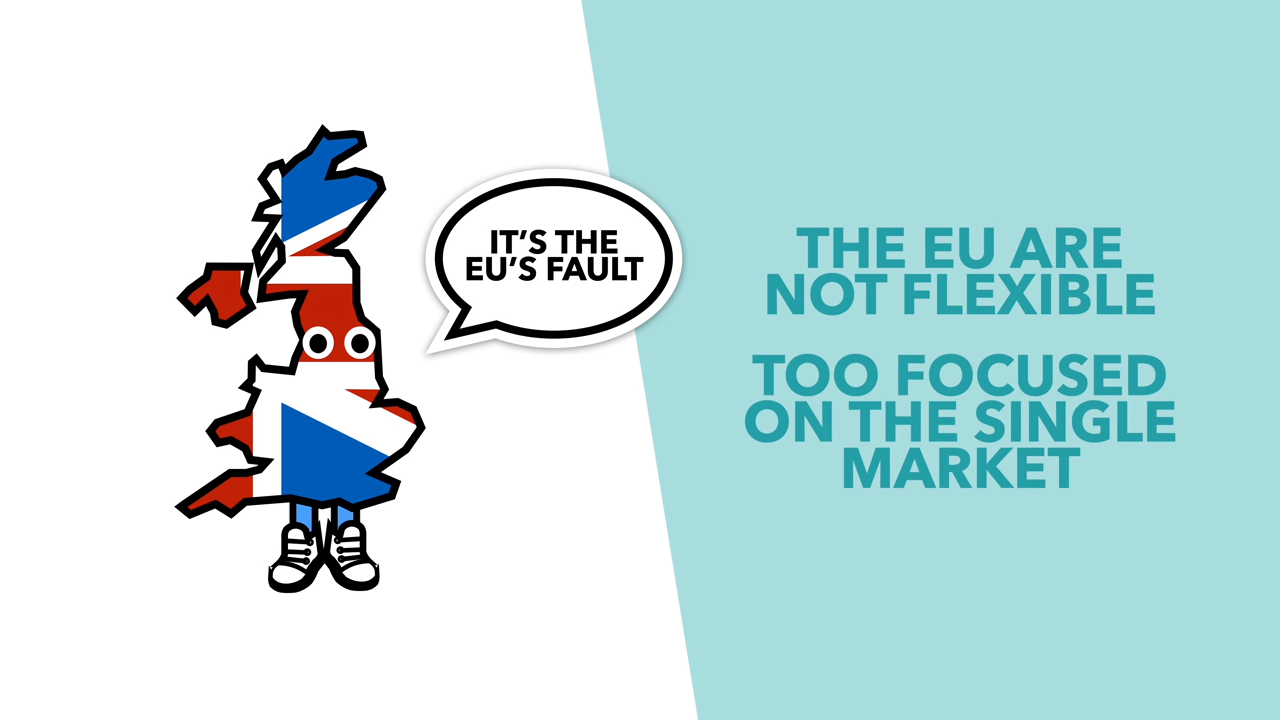 IT’S THE
EU’S FAULT
THE EU ARE
NOT FLEXIBLE
TOO FOCUSED
ON THE SINGLE
MARKET